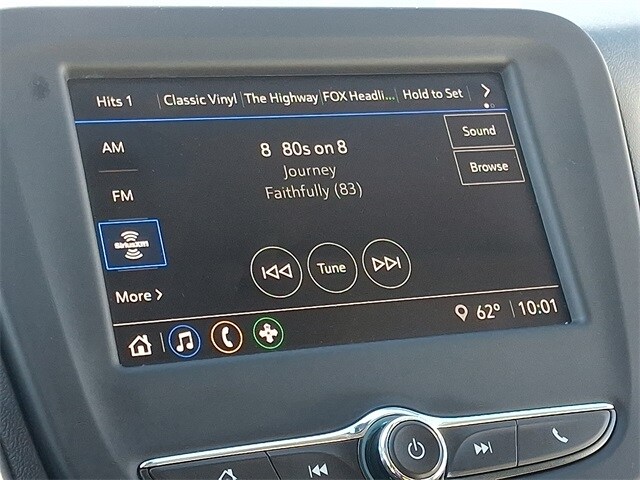 Hits 1 Classic Vinyl The Highway FOX Headli... Hold to Set
AM
8 80s on 8
Sound
Journey
Browse
FM
Faithfully (83)
SiriusXM
Tune
More
62° 10:01